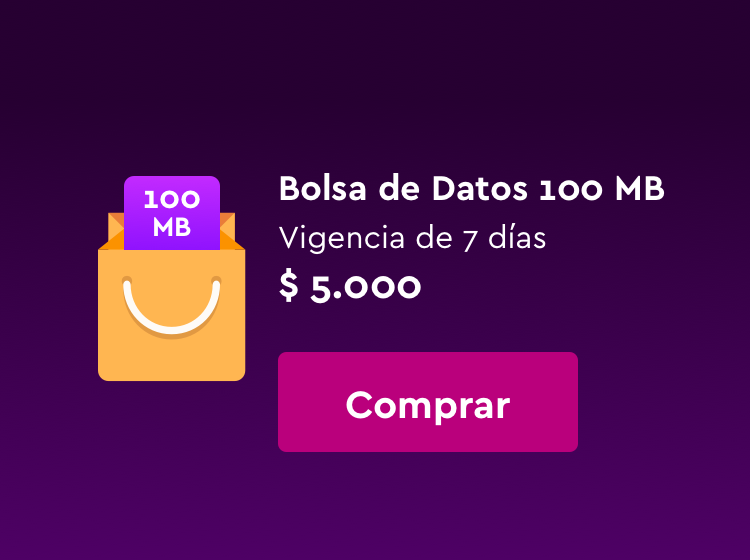 100
MB
Bolsa de Datos 100 MB
Vigencia de 7 días
$ 5.000
Comprar